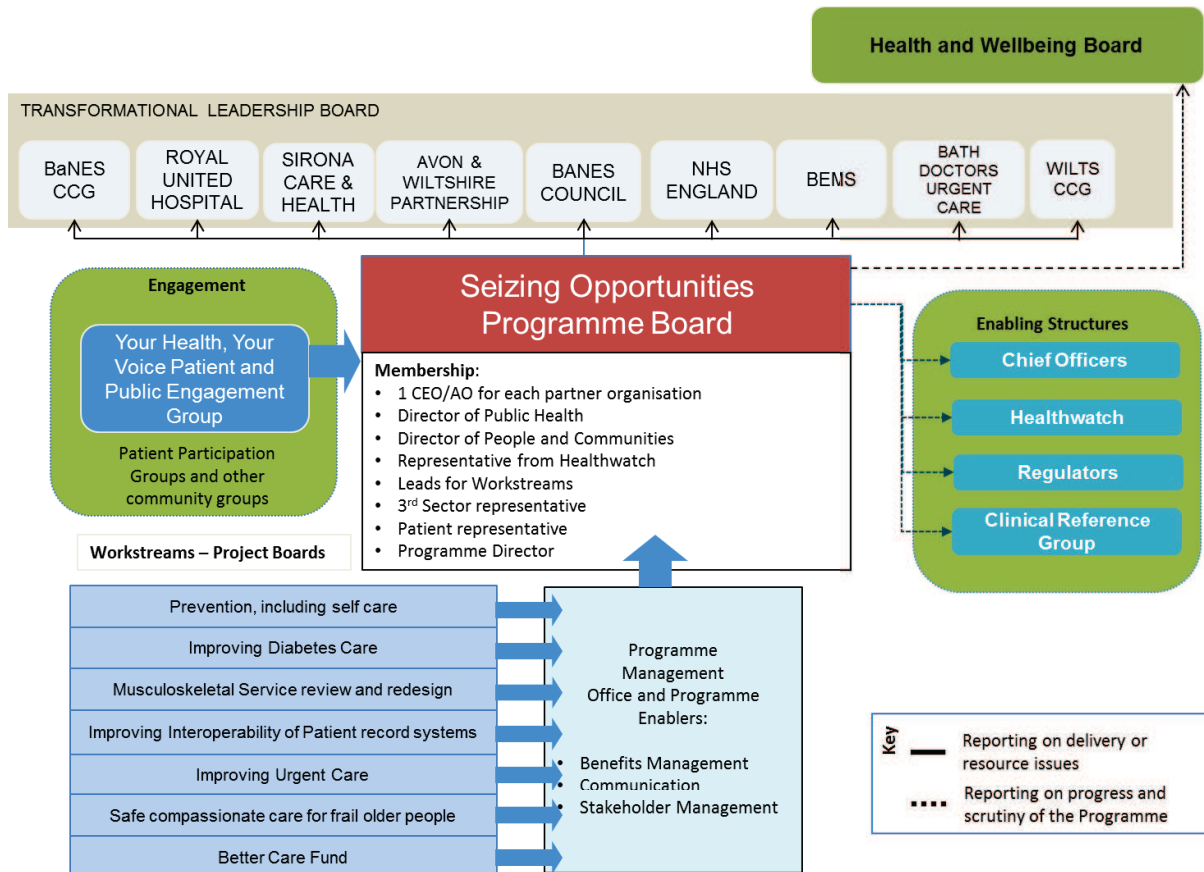 Health and Wellbeing Board
TRANSFORMATIONAL LEADERSHIP BOARD
BaNES
CCG
ROYAL
UNITED
HOSPITAL
SIRONA
CARE &
HEALTH
AVON &
WILTSHIRE
PARTNERSHIP
BANES
COUNCIL
NHS
ENGLAND
BEMS
BATH
DOCTORS
URGENT
CARE
WILTS
CCG
Engagement
Your Health, Your
Voice Patient and
Public Engagement
Group
Patient Participation
Groups and other
community groups
Seizing Opportunities
Programme Board
Membership:
• 1 CEO/AO for each partner organisation
• Director of Public Health
• Director of People and Communities
• Representative from Healthwatch
• Leads for Workstreams
• 3rd Sector representative
• Patient representative
• Programme Director
Enabling Structures
Chief Officers
Healthwatch
Regulators
Clinical Reference
Group
Workstreams – Project Boards
Prevention, including self care
Improving Diabetes Care
Musculoskeletal Service review and redesign
Improving Interoperability of Patient record systems
Improving Urgent Care
Safe compassionate care for frail older people
Better Care Fund
Programme
Management
Office and Programme
Enablers:
• Benefits Management
• Communication
• Stakeholder Management
Key
Reporting on delivery or
resource issues
Reporting on progress and
scrutiny of the Programme